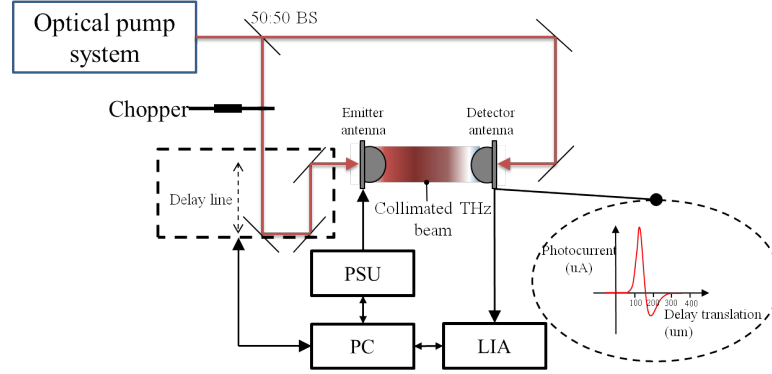 Optical pump
system
50:50 BS
Chopper
Emitter
antenna
Detector
antenna
Delay line
Collimated THz
beam
PSU
PC
LIA
Photocurrent
(uA)
100 200 300 400
Delay translation
(um)